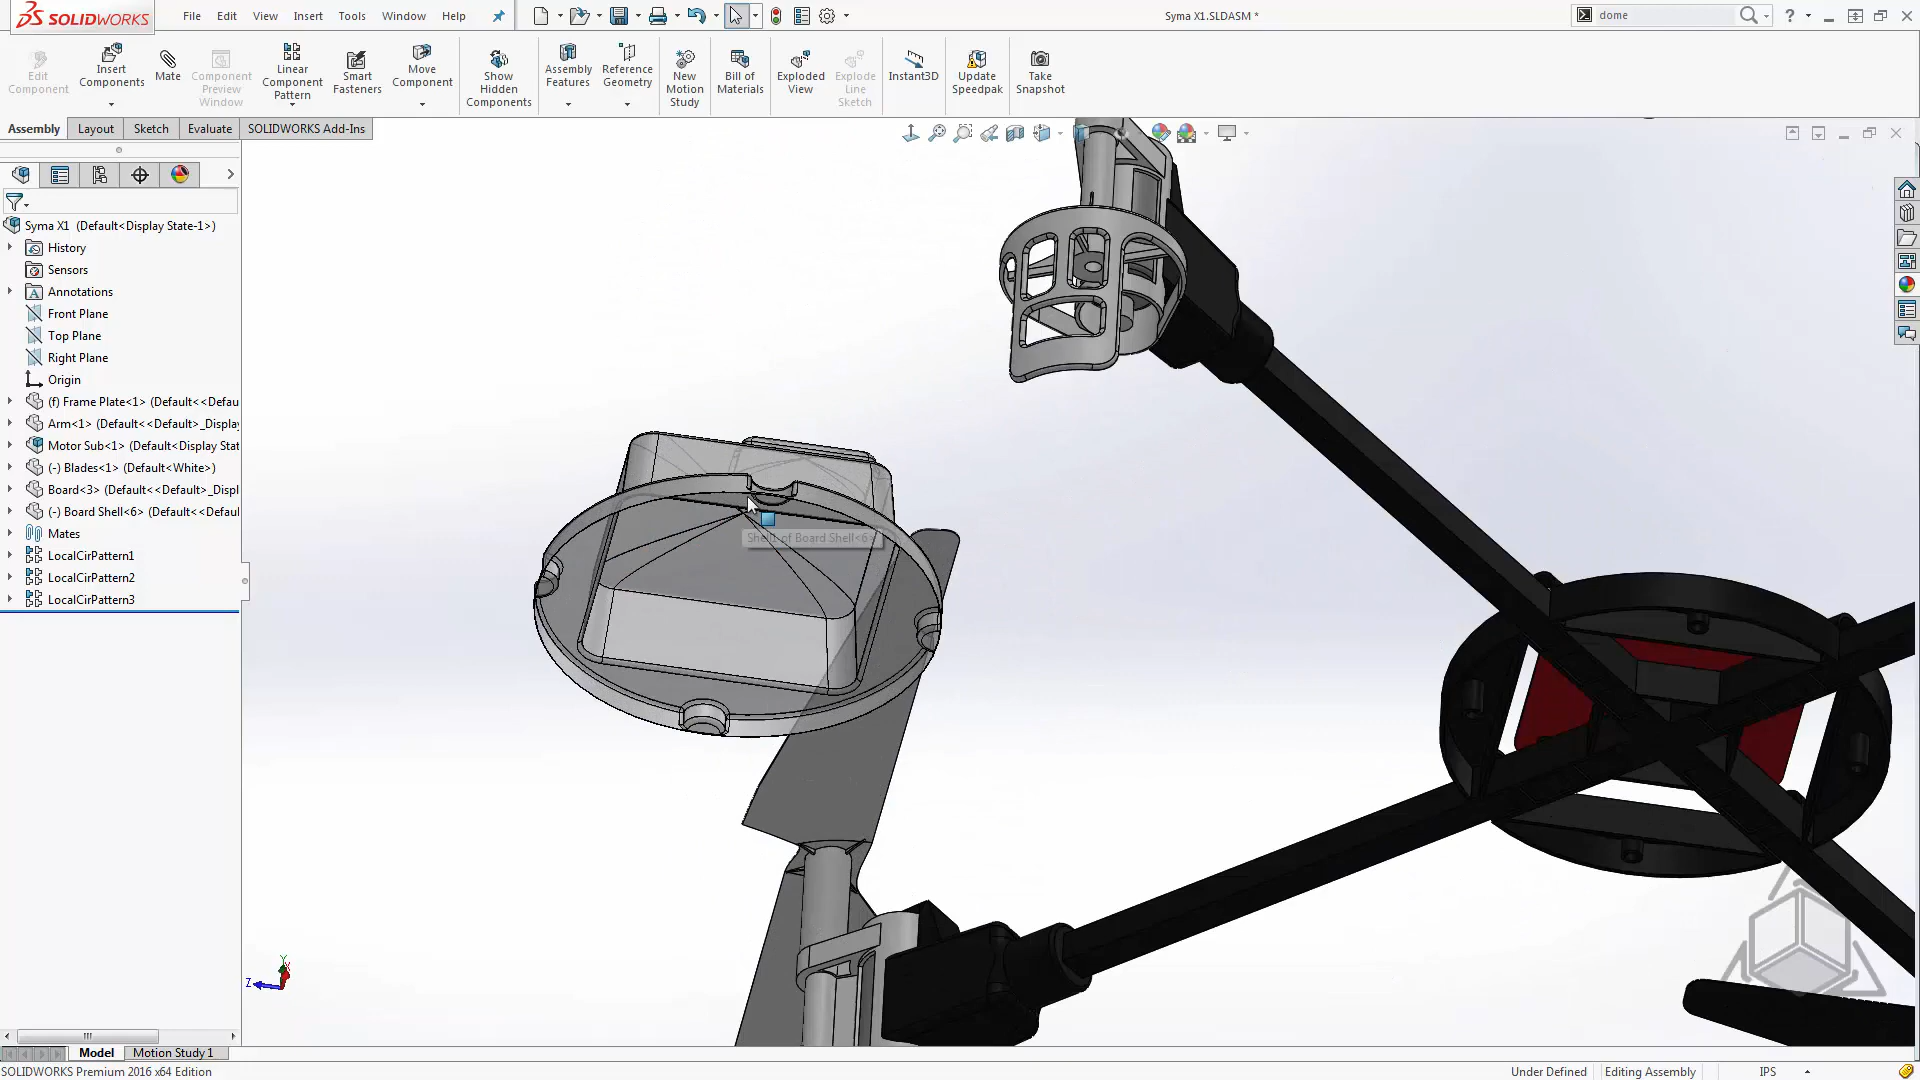 SOLIDWORKS
File Edit View Insert Tools Window Help
Syma X1.SLDASM *
dome
Edit Component
Insert Components
Mate
Component Preview Window
Linear Component Pattern
Smart Fasteners
Move Component
Show Hidden Components
Assembly Features
Reference Geometry
New Motion Study
Bill of Materials
Exploded View
Explode Line Sketch
Instant3D
Update Speedpak
Take Snapshot
Assembly Layout Sketch Evaluate SOLIDWORKS Add-Ins
Syma X1 (Default<Display State-1>)
History
Sensors
Annotations
Front Plane
Top Plane
Right Plane
Origin
(f) Frame Plate<1> (Default<<Defau
Arm<1> (Default<<Default>_Display
Motor Sub<1> (Default<Display Stat
(-) Blades<1> (Default<White>)
Board<3> (Default<<Default>_Displ
(-) Board Shell<6> (Default<<Defaul
Mates
LocalCirPattern1
LocalCirPattern2
LocalCirPattern3
Shell1 of Board Shell<6>
Y
X
Z
Model Motion Study 1
SOLIDWORKS Premium 2016 x64 Edition
Under Defined Editing Assembly IPS